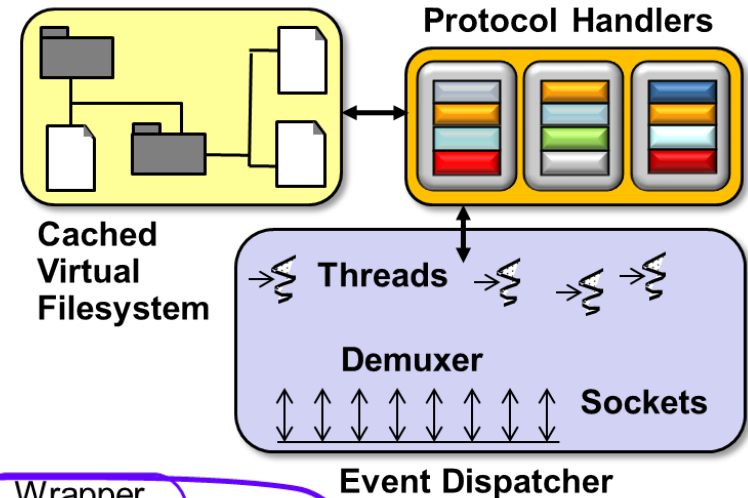 Protocol Handlers
Cached
Virtual
Filesystem
Threads
Demuxer
Sockets
Event Dispatcher
Wrapper